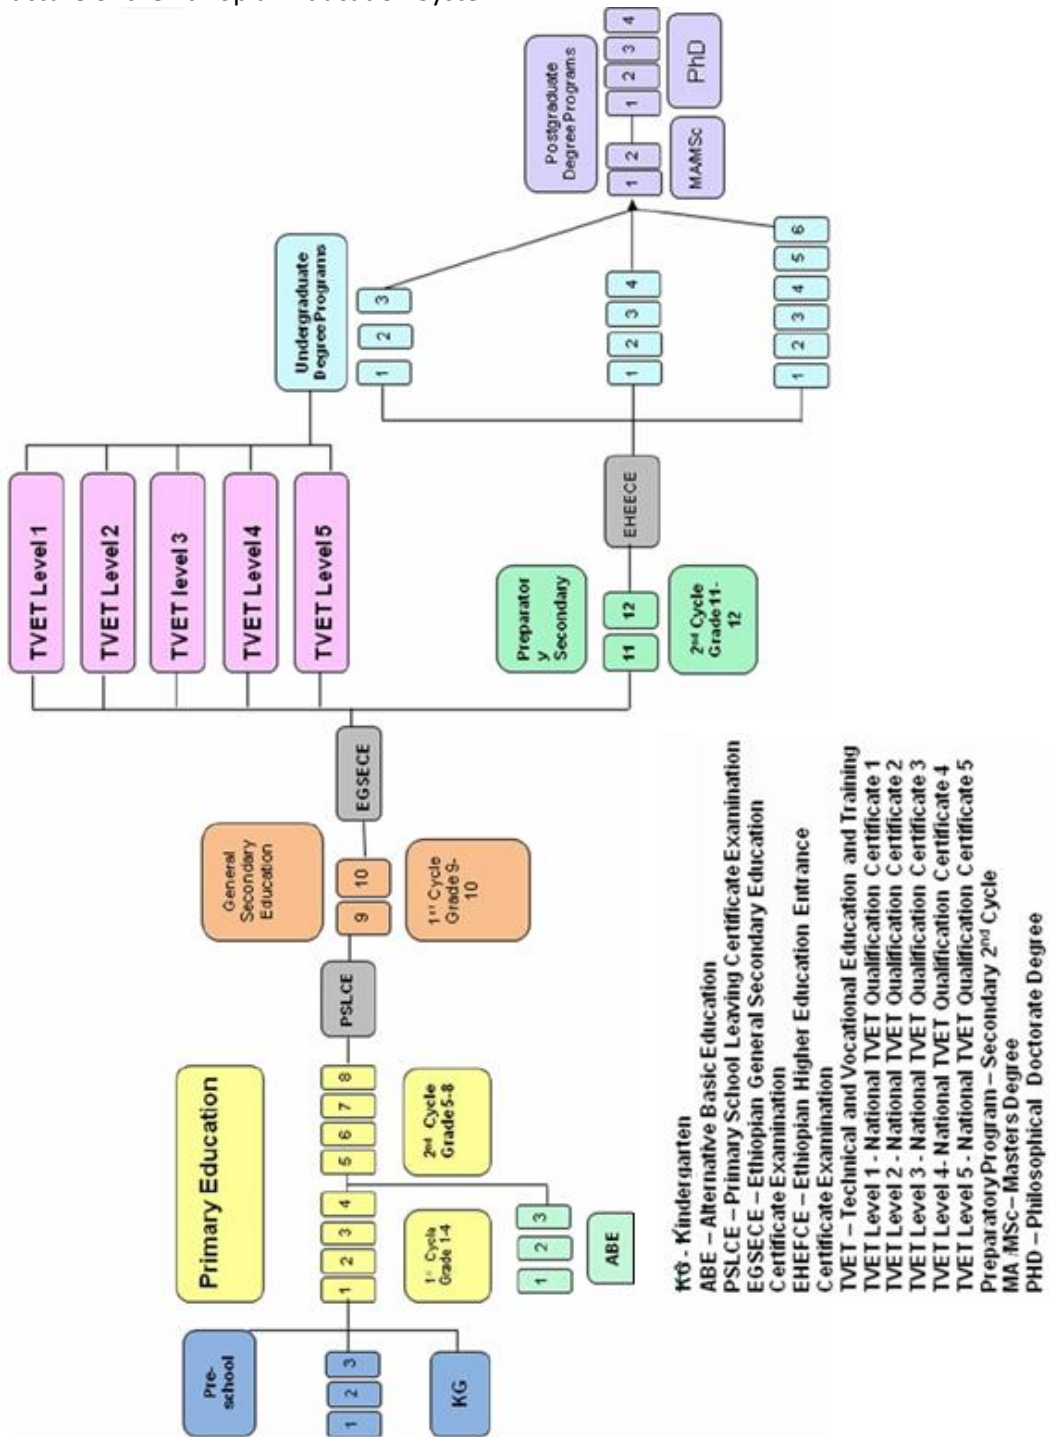 Pre-
school
1 2 3
KG
Primary Education
1 2 3 4 5 6 7 8
1st Cycle
Grade 1-4
2nd Cycle
Grade 5-8
1 2 3
ABE
PSLCE
General
Secondary
Education
9 10
1st Cycle
Grade 9-
10
EGSECE
TVET Level 1
TVET Level 2
TVET level 3
TVET Level 4
TVET Level 5
Preparator
y
Secondary
11 12
2nd Cycle
Grade 11-
12
EHEECE
Undergraduate
Degree Programs
1 2 3
1 2 3 4
1 2 3 4 5 6
Postgraduate
Degree Programs
1 2 1 2 3 4
MA/MSc
PhD
KG - Kindergarten
ABE – Alternative Basic Education
PSLCE – Primary School Leaving Certificate Examination
EGSECE – Ethiopian General Secondary Education
Certificate Examination
EHEFCE – Ethiopian Higher Education Entrance
Certificate Examination
TVET – Technical and Vocational Education and Training
TVET Level 1 - National TVET Qualification Certificate 1
TVET Level 2 - National TVET Qualification Certificate 2
TVET Level 3 - National TVET Qualification Certificate 3
TVET Level 4- National TVET Qualification Certificate 4
TVET Level 5 - National TVET Qualification Certificate 5
Preparatory Program – Secondary 2nd Cycle
MA /MSc– Masters Degree
PHD – Philosophical Doctorate Degree